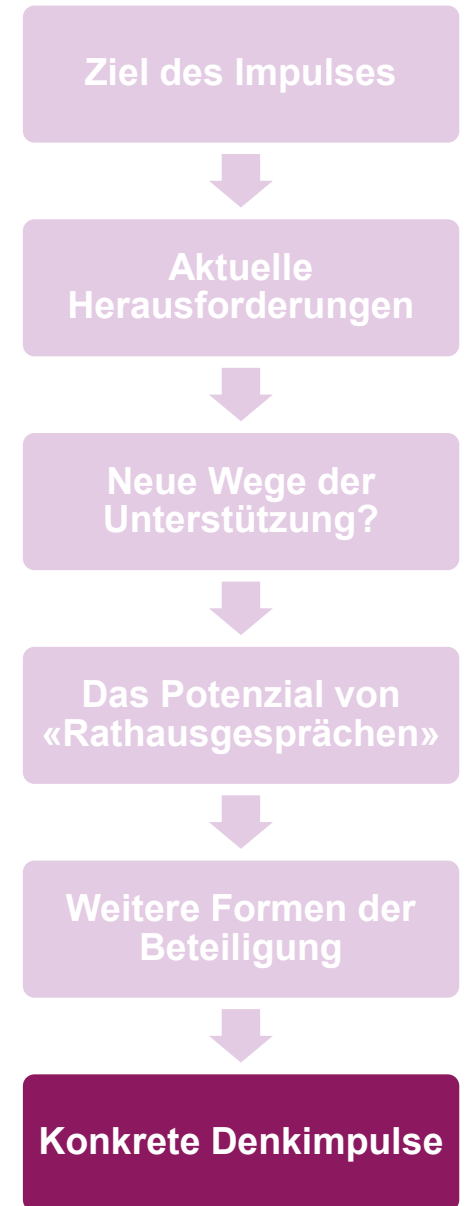 Ziel des Impulses
Aktuelle
Herausforderungen
Neue Wege der
Unterstützung?
Das Potenzial von
«Rathausgesprächen»
Weitere Formen der
Beteiligung
Konkrete Denkimpulse